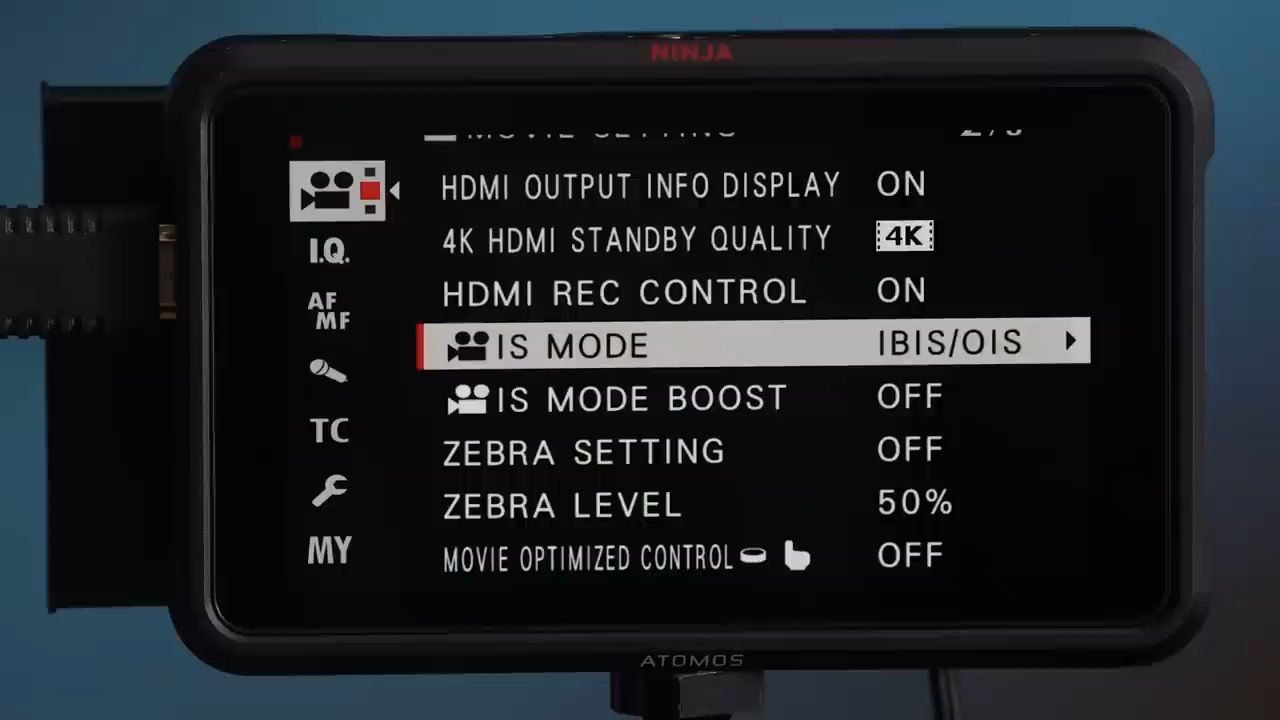 NINJA
MOVIE SETTING
HDMI OUTPUT INFO DISPLAY ON
4K HDMI STANDBY QUALITY 4K
HDMI REC CONTROL ON
IS MODE IBIS/OIS
IS MODE BOOST OFF
ZEBRA SETTING OFF
ZEBRA LEVEL 50%
MOVIE OPTIMIZED CONTROL OFF
I.Q.
AF
MF
TC
MY
ATOMOS